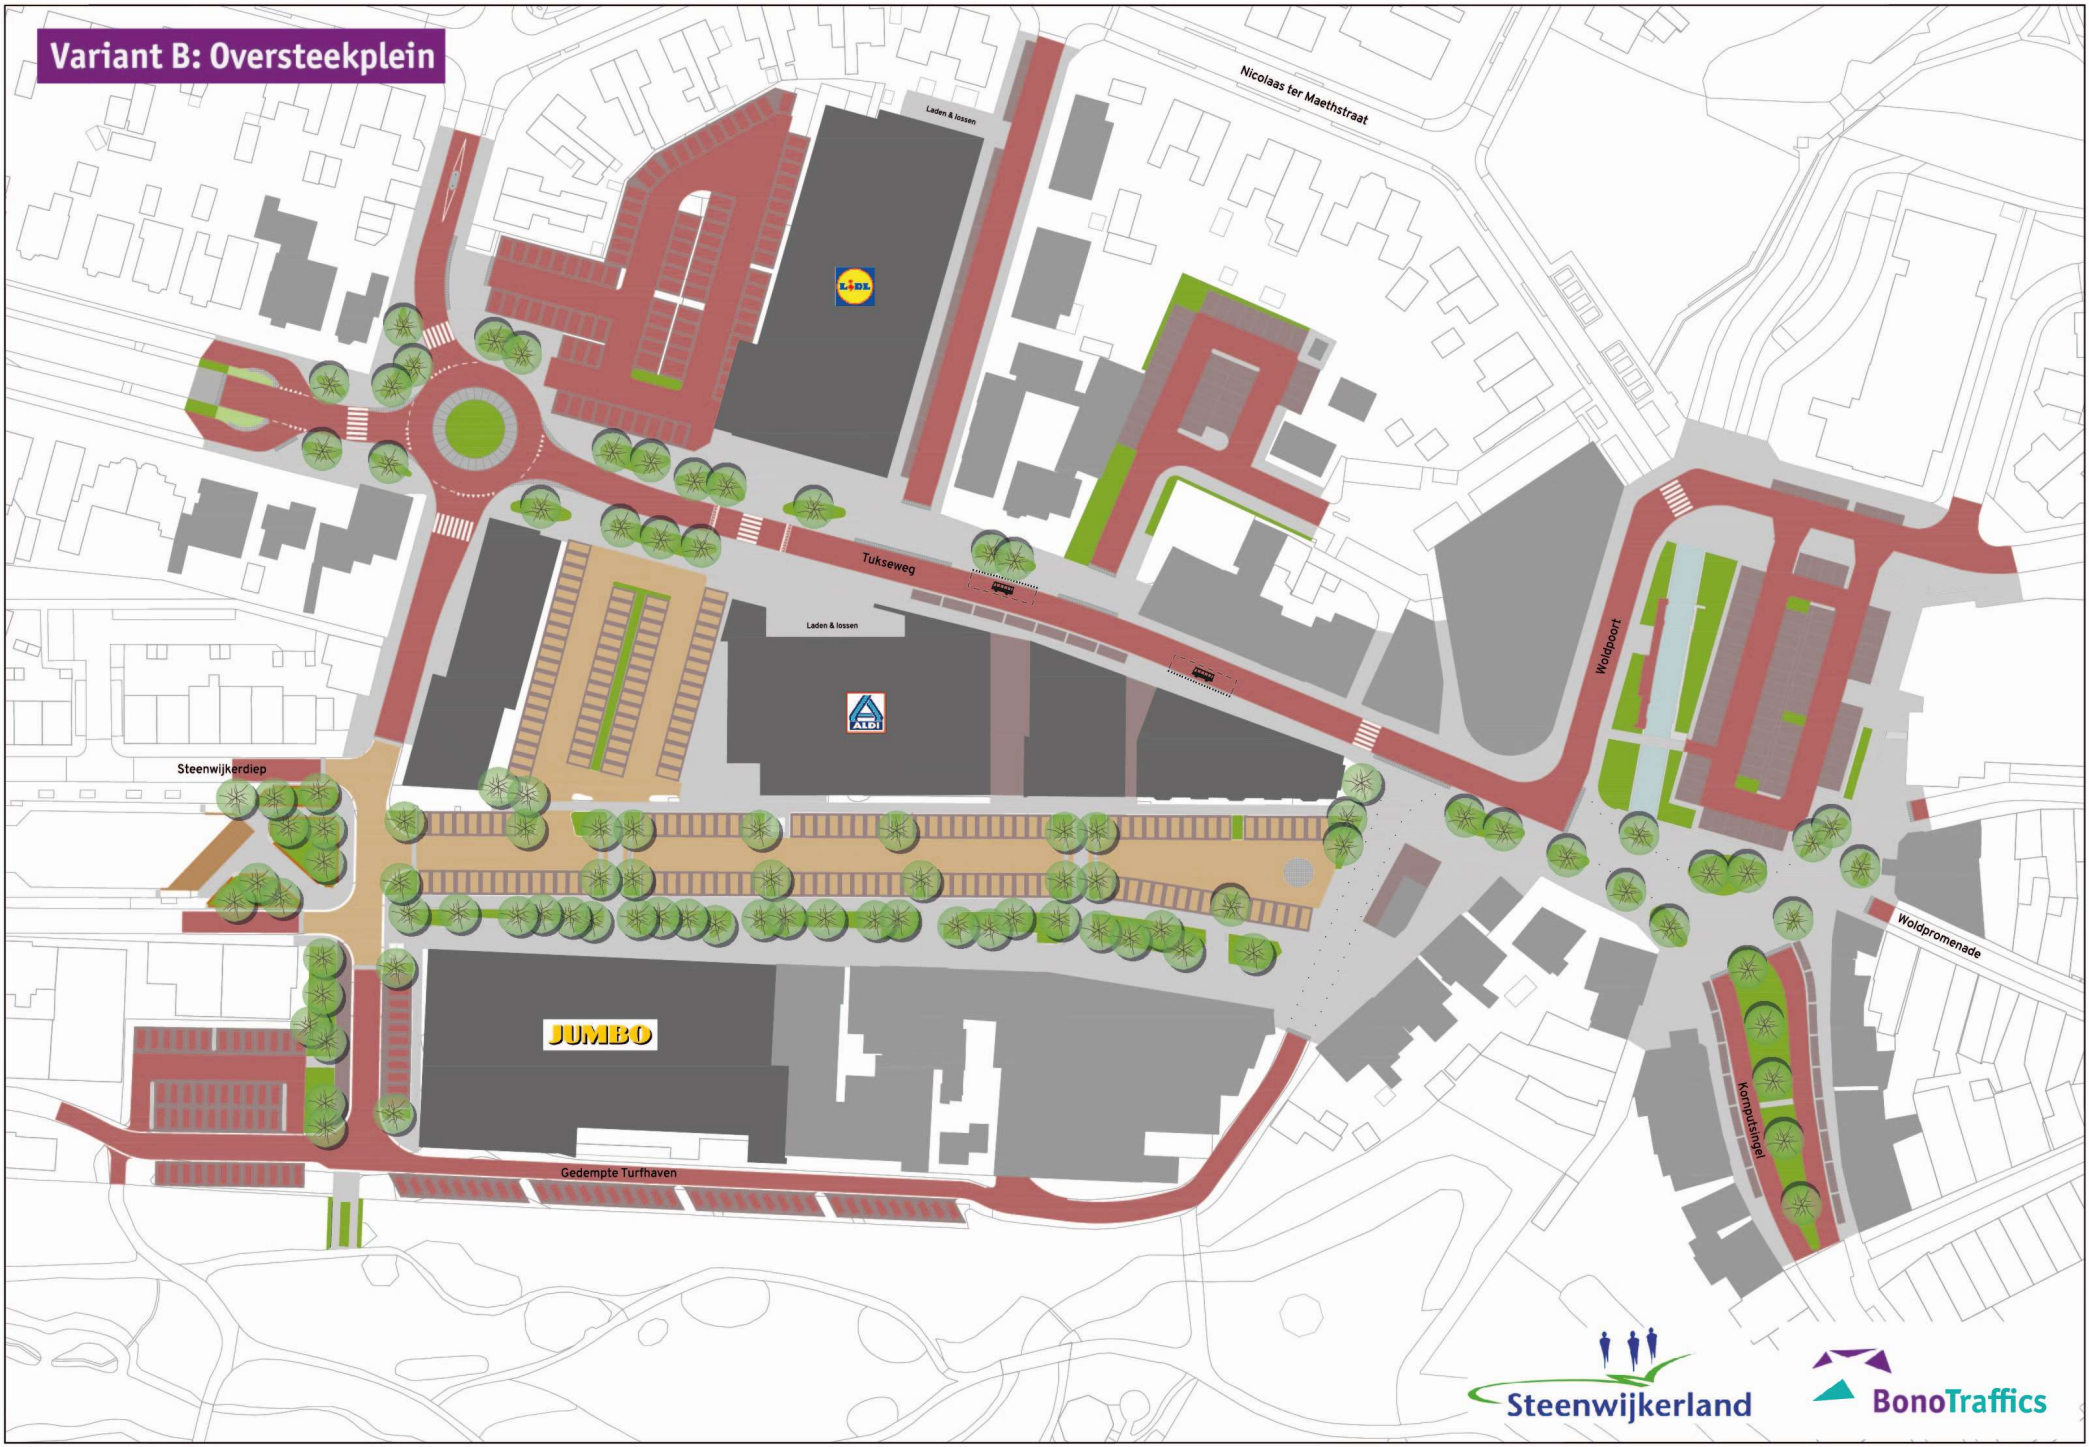 Variant B: Oversteekplein
Nicolaas ter Maethstraat
Laden & lossen
LIDL
Tukseweg
Laden & lossen
Woldpoort
ALDI
Steenwijkerdiep
Woldpromenade
JUMBO
Kornputsingel
Gedempte Turfhaven
Steenwijkerland
BonoTraffics